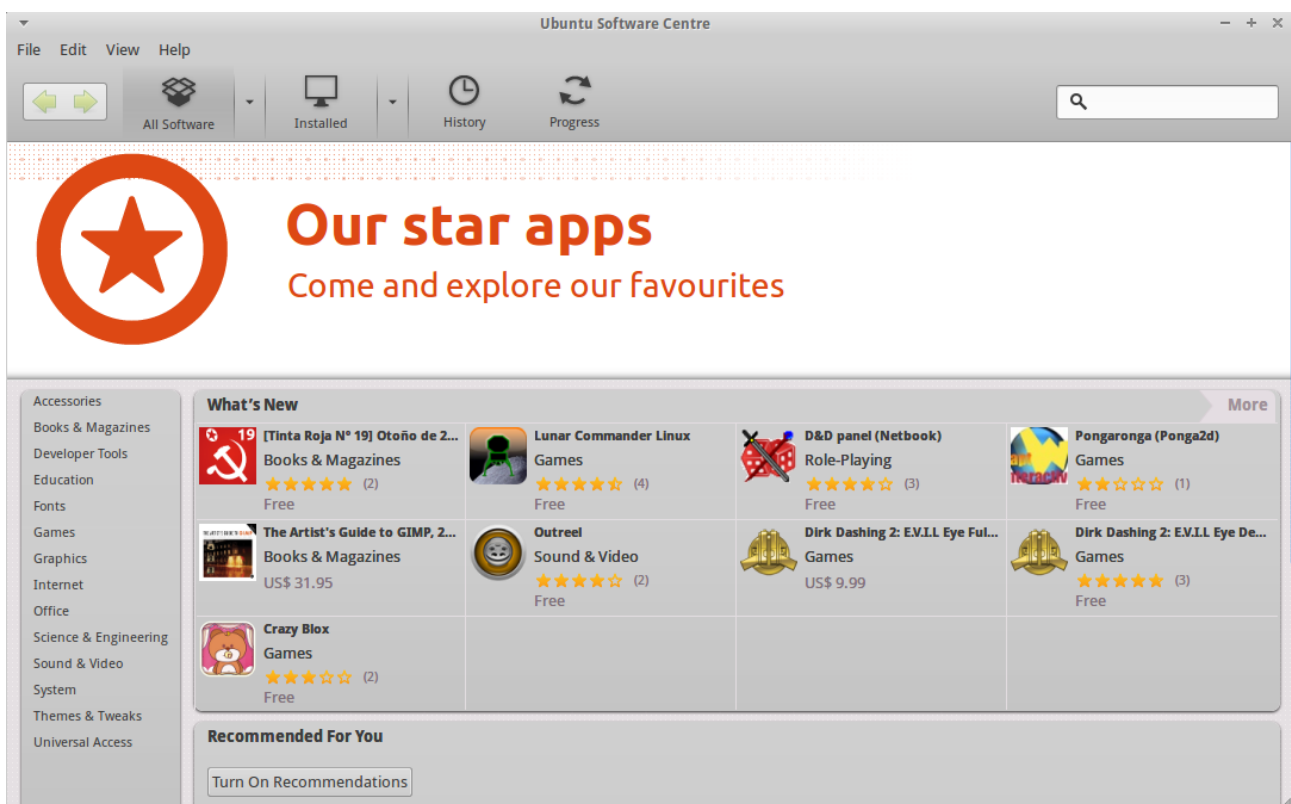 Ubuntu Software Centre
File Edit View Help
All Software Installed History Progress
Our star apps
Come and explore our favourites
Accessories
Books & Magazines
Developer Tools
Education
Fonts
Games
Graphics
Internet
Office
Science & Engineering
Sound & Video
System
Themes & Tweaks
Universal Access
What's New More
19
[Tinta Roja Nº 19] Otoño de 2...
Books & Magazines
(2)
Free
Lunar Commander Linux
Games
(4)
Free
D&D panel (Netbook)
Role-Playing
(3)
Free
Pongaronga (Ponga2d)
Games
(1)
Free
The Artist's Guide to GIMP, 2...
Books & Magazines
US$ 31.95
Outreel
Sound & Video
(2)
Free
Dirk Dashing 2: E.V.I.L Eye Ful...
Games
US$ 9.99
Dirk Dashing 2: E.V.I.L Eye De...
Games
(3)
Free
Crazy Blox
Games
(2)
Free
Recommended For You
Turn On Recommendations